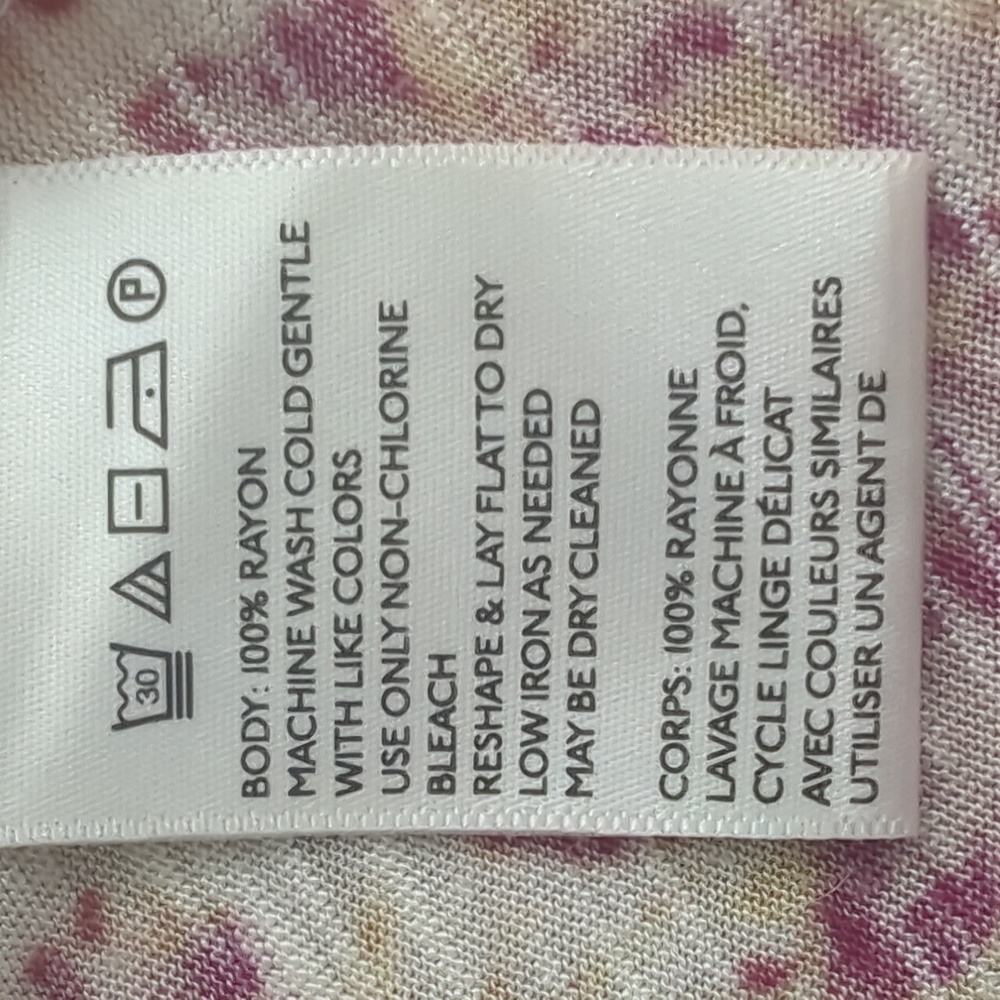 30 P
BODY: 100% RAYON
MACHINE WASH COLD GENTLE
WITH LIKE COLORS
USE ONLY NON-CHLORINE
BLEACH
RESHAPE & LAY FLAT TO DRY
LOW IRON AS NEEDED
MAY BE DRY CLEANED
CORPS: 100% RAYONNE
LAVAGE MACHINE À FROID,
CYCLE LINGE DÉLICAT
AVEC COULEURS SIMILAIRES
UTILISER UN AGENT DE